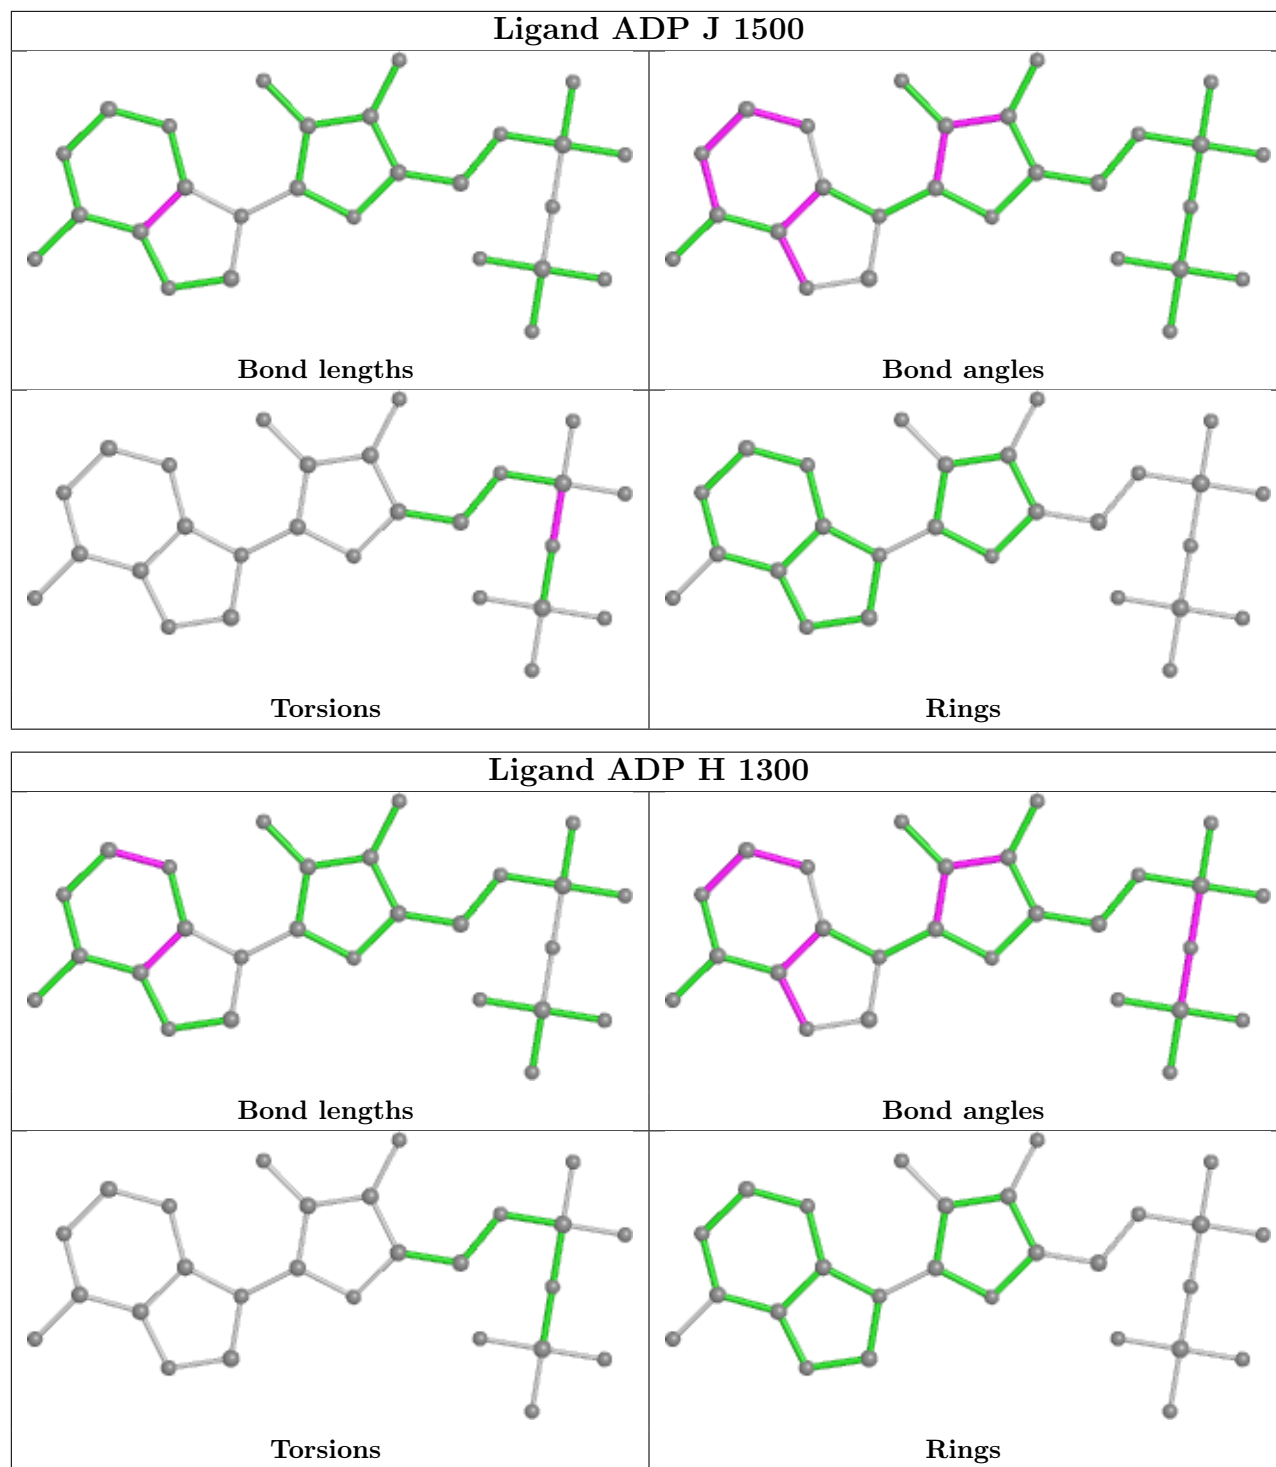 Ligand ADP J 1500
Bond lengths
Bond angles
Torsions
Rings
Ligand ADP H 1300
Bond lengths
Bond angles
Torsions
Rings